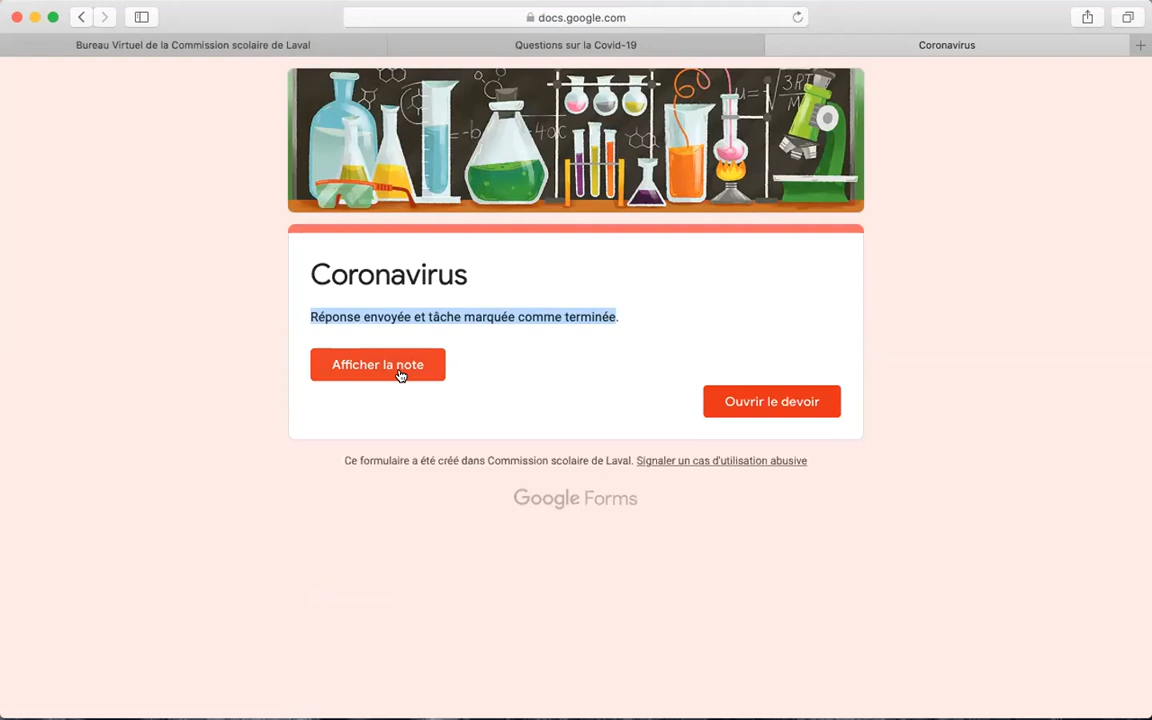 docs.google.com
Bureau Virtuel de la Commission scolaire de Laval
Questions sur la Covid-19
Coronavirus
Coronavirus
Réponse envoyée et tâche marquée comme terminée.
Afficher la note
Ouvrir le devoir
Ce formulaire a été créé dans Commission scolaire de Laval. Signaler un cas d'utilisation abusive
Google Forms